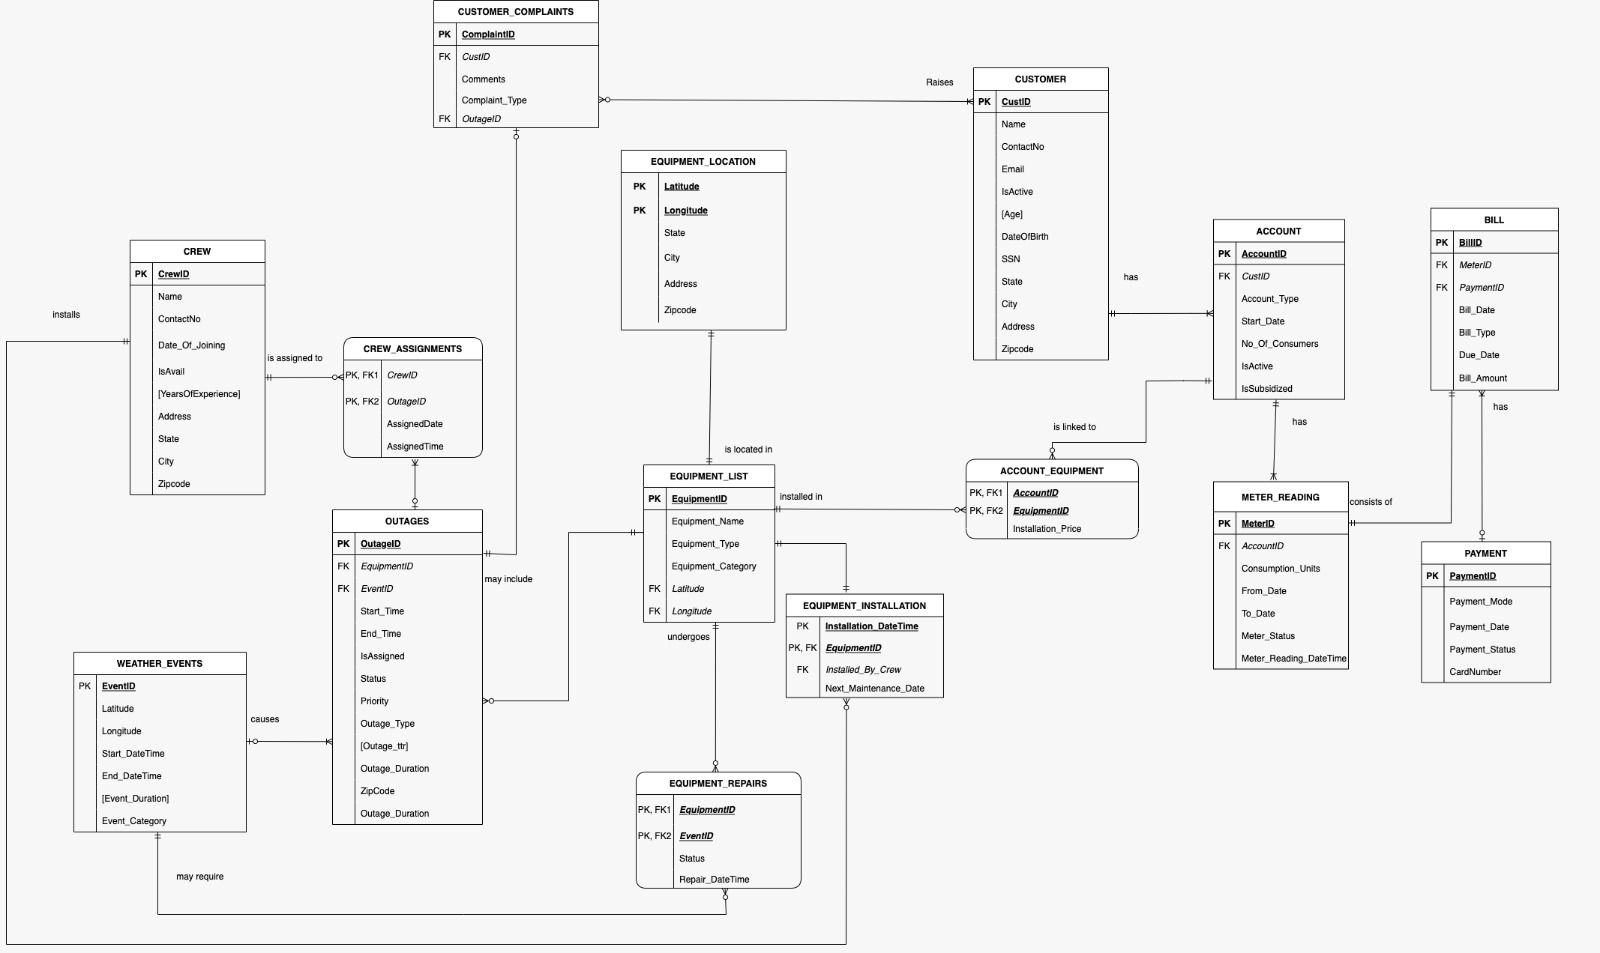 CUSTOMER_COMPLAINTS
PK ComplaintID
FK CustID
Comments
Complaint_Type
FK OutageID
Raises
CUSTOMER
PK CustID
Name
ContactNo
Email
IsActive
[Age]
DateOfBirth
SSN
State
City
Address
Zipcode
EQUIPMENT_LOCATION
PK Latitude
PK Longitude
State
City
Address
Zipcode
has
ACCOUNT
PK AccountID
FK CustID
Account_Type
Start_Date
No_Of_Consumers
IsActive
IsSubsidized
BILL
PK BillID
FK MeterID
FK PaymentID
Bill_Date
Bill_Type
Due_Date
Bill_Amount
CREW
PK CrewID
Name
ContactNo
Date_Of_Joining
IsAvail
[YearsOfExperience]
Address
State
City
Zipcode
installs
is assigned to
CREW_ASSIGNMENTS
PK, FK1 CrewID
PK, FK2 OutageID
AssignedDate
AssignedTime
is located in
is linked to
has
has
EQUIPMENT_LIST
PK EquipmentID
Equipment_Name
Equipment_Type
Equipment_Category
FK Latitude
FK Longitude
installed in
ACCOUNT_EQUIPMENT
PK, FK1 AccountID
PK, FK2 EquipmentID
Installation_Price
METER_READING
PK MeterID
FK AccountID
Consumption_Units
From_Date
To_Date
Meter_Status
Meter_Reading_DateTime
consists of
PAYMENT
PK PaymentID
Payment_Mode
Payment_Date
Payment_Status
CardNumber
OUTAGES
PK OutageID
FK EquipmentID
FK EventID
Start_Time
End_Time
IsAssigned
Status
Priority
Outage_Type
[Outage_ttr]
Outage_Duration
ZipCode
Outage_Duration
may include
undergoes
EQUIPMENT_INSTALLATION
PK Installation_DateTime
PK, FK EquipmentID
FK Installed_By_Crew
Next_Maintenance_Date
WEATHER_EVENTS
PK EventID
Latitude
Longitude
Start_DateTime
End_DateTime
[Event_Duration]
Event_Category
causes
EQUIPMENT_REPAIRS
PK, FK1 EquipmentID
PK, FK2 EventID
Status
Repair_DateTime
may require